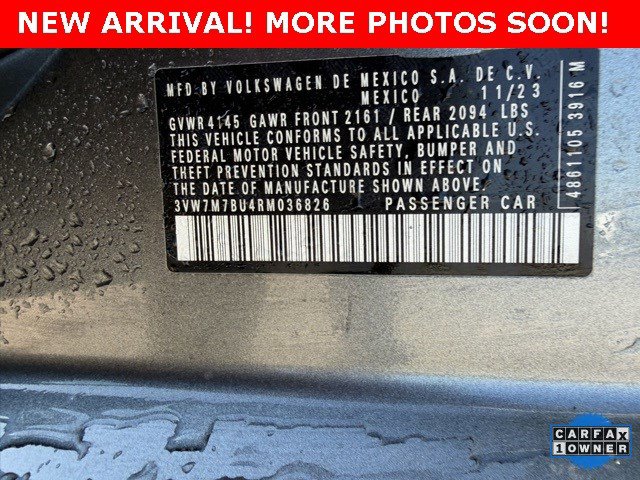 NEW ARRIVAL! MORE PHOTOS SOON!
MFD BY VOLKSWAGEN DE MEXICO S.A. DE C.V.
MEXICO 11/23
GVWR 4145 GAWR FRONT 2161 / REAR 2094 LBS
THIS VEHICLE CONFORMS TO ALL APPLICABLE U.S.
FEDERAL MOTOR VEHICLE SAFETY, BUMPER AND
THEFT PREVENTION STANDARDS IN EFFECT ON
THE DATE OF MANUFACTURE SHOWN ABOVE.
3VW7M7BU4RM036826 PASSENGER CAR
4861105 3916 M
CARFAX
1 OWNER